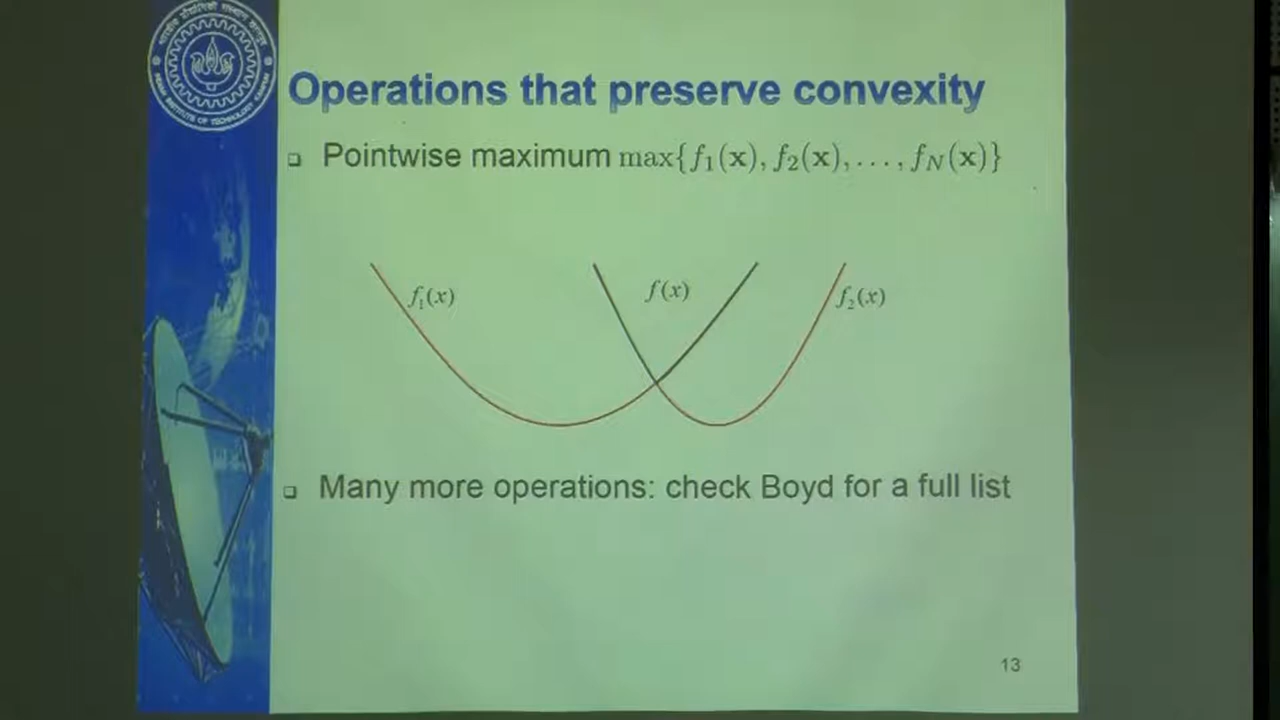 Operations that preserve convexity
Pointwise maximum max{f₁(x), f₂(x), . . . , f_N(x)}
f₁(x)
f(x)
f₂(x)
Many more operations: check Boyd for a full list
13